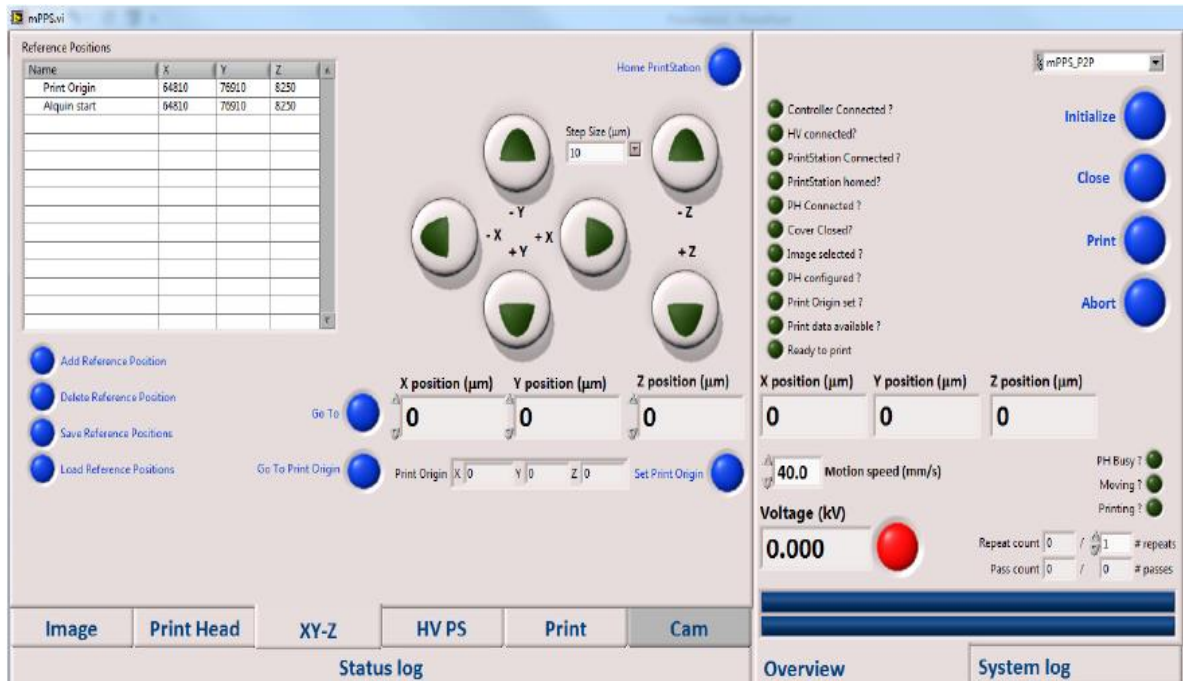 mPPS.vi
Reference Positions
Name X Y Z
Print Origin 64810 76910 8250
Alquin start 64810 76910 8250
Add Reference Position
Delete Reference Position
Save Reference Positions
Load Reference Positions
Home PrintStation
Step Size (µm)
10
- Y
- X + X
+ Y
- Z
+ Z
X position (µm) Y position (µm) Z position (µm)
Go To 0 0 0
Go To Print Origin Print Origin X 0 Y 0 Z 0 Set Print Origin
Image Print Head XY-Z HV PS Print Cam
Status log
mPPS_P2P
Controller Connected ?
HV connected?
PrintStation Connected ?
PrintStation homed?
PH Connected ?
Cover Closed?
Image selected ?
PH configured ?
Print Origin set ?
Print data available ?
Ready to print
Initialize
Close
Print
Abort
X position (µm) Y position (µm) Z position (µm)
0 0 0
40.0 Motion speed (mm/s)
PH Busy ?
Moving ?
Printing ?
Voltage (kV)
0.000
Repeat count 0 / 1 # repeats
Pass count 0 / 0 # passes
Overview System log